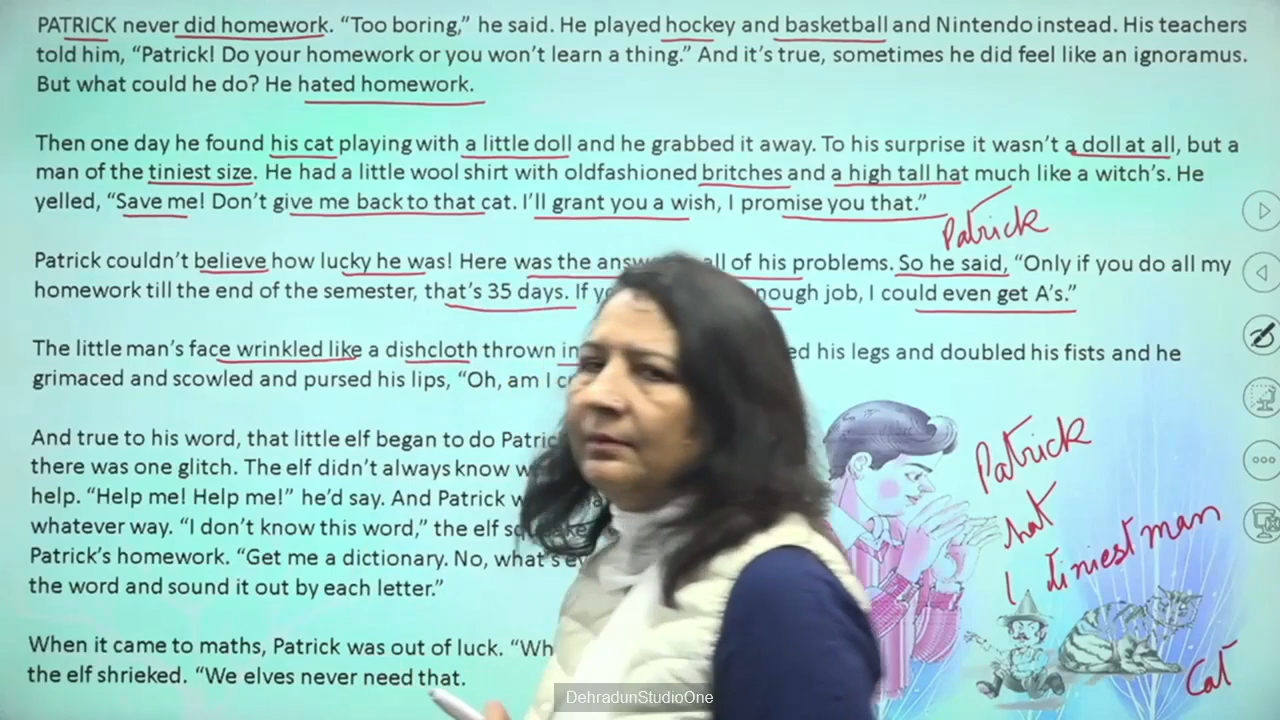 PATRICK never did homework. “Too boring,” he said. He played hockey and basketball and Nintendo instead. His teachers
told him, “Patrick! Do your homework or you won’t learn a thing.” And it’s true, sometimes he did feel like an ignoramus.
But what could he do? He hated homework.
Then one day he found his cat playing with a little doll and he grabbed it away. To his surprise it wasn’t a doll at all, but a
man of the tiniest size. He had a little wool shirt with oldfashioned britches and a high tall hat much like a witch’s. He
yelled, “Save me! Don’t give me back to that cat. I’ll grant you a wish, I promise you that.”
Patrick
Patrick couldn’t believe how lucky he was! Here was the all of his problems. So he said, “Only if you do all my
homework till the end of the semester, that’s 35 days. If job, I could even get A’s.”
The little man’s face wrinkled like a dishcloth thrown his legs and doubled his fists and he
grimaced and scowled and pursed his lips, “Oh, am I
And true to his word, that little elf began to do
there was one glitch. The elf didn’t always know
help. “Help me! Help me!” he’d say. And Patrick
whatever way. “I don’t know this word,” the elf
Patrick’s homework. “Get me a dictionary. No, what’s
the word and sound it out by each letter.”
When it came to maths, Patrick was out of luck.
the elf shrieked. “We elves never need that.
Patrick
hat
1 tiniest man
Cat
DehradunStudioOne